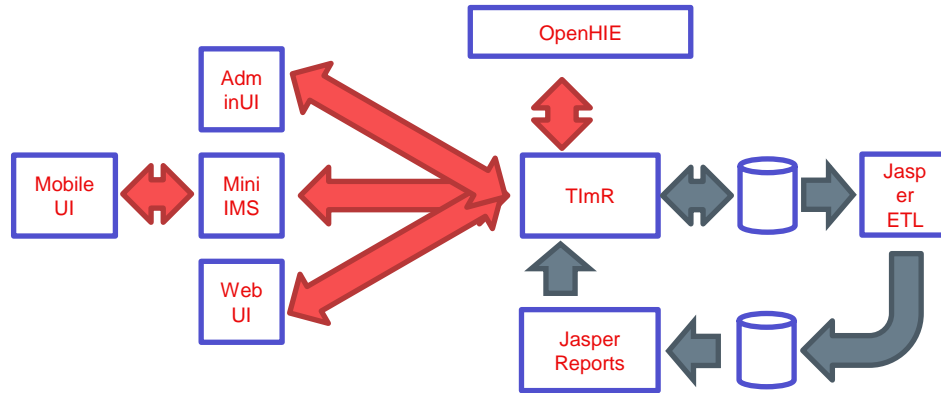 OpenHIE
Adm
inUI
Mobile
UI
Mini
IMS
TImR
Jasp
er
ETL
Web
UI
Jasper
Reports